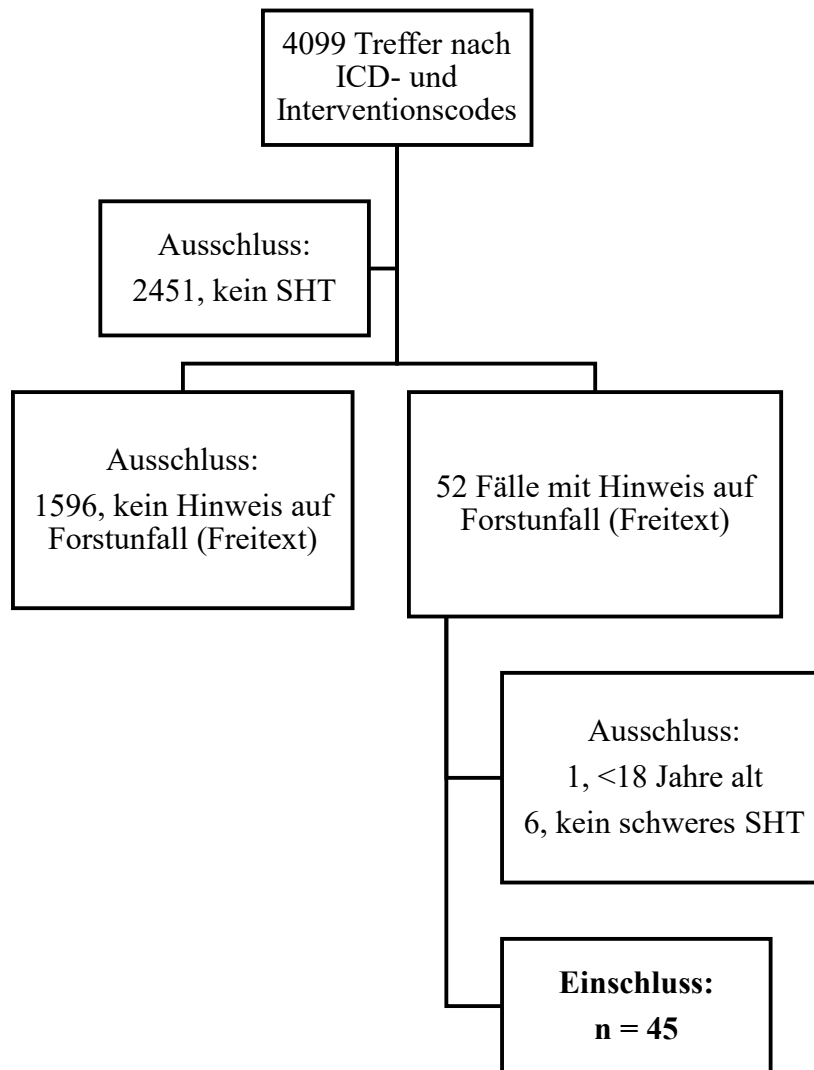 4099 Treffer nach
ICD- und
Interventionscodes
Ausschluss:
2451, kein SHT
Ausschluss:
1596, kein Hinweis auf
Forstunfall (Freitext)
52 Fälle mit Hinweis auf
Forstunfall (Freitext)
Ausschluss:
1, <18 Jahre alt
6, kein schweres SHT
Einschluss:
n = 45